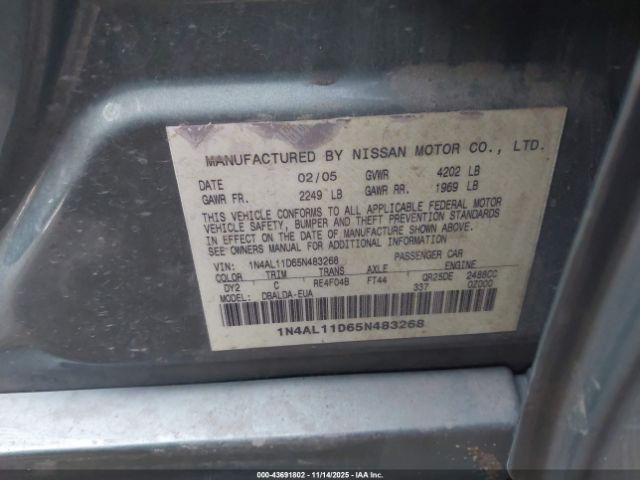 MANUFACTURED BY NISSAN MOTOR CO., LTD.
DATE 02/05 GVWR 4202 LB
GAWR FR. 2249 LB GAWR RR. 1969 LB
THIS VEHICLE CONFORMS TO ALL APPLICABLE FEDERAL MOTOR
VEHICLE SAFETY, BUMPER AND THEFT PREVENTION STANDARDS
IN EFFECT ON THE DATE OF MANUFACTURE SHOWN ABOVE.
SEE OWNERS MANUAL FOR ADDITIONAL INFORMATION
VIN: 1N4AL11D65N483268 PASSENGER CAR
COLOR TRIM TRANS AXLE ENGINE
DY2 C RE4F04B FT44 QR25DE 2488CC
MODEL: DBALDA-EUA 337 0Z000
1N4AL11D65N483268
000-43691802 - 11/14/2025 - IAAI.COM